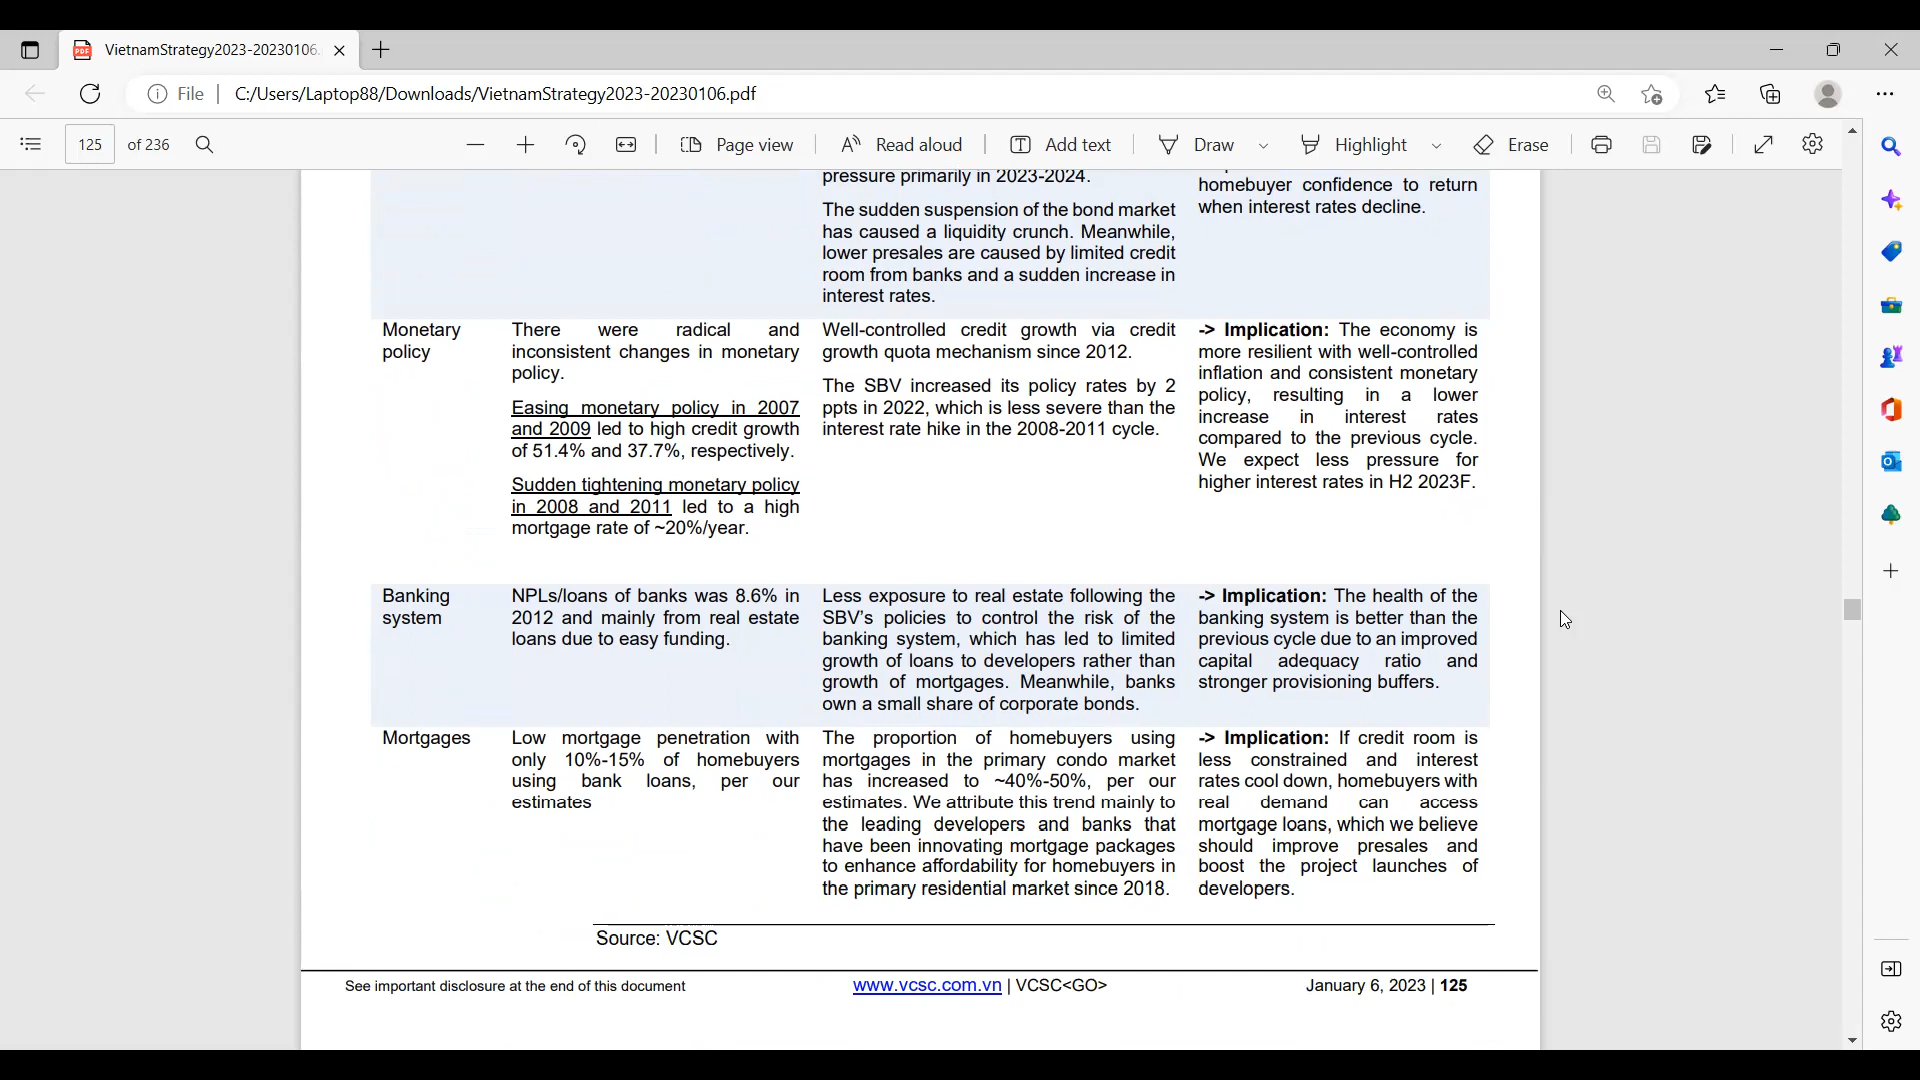 VietnamStrategy2023-20230106.
File
C:/Users/Laptop88/Downloads/VietnamStrategy2023-20230106.pdf
125 of 236
Page view
Read aloud
Add text
Draw
Highlight
Erase
pressure primarily in 2023-2024.
The sudden suspension of the bond market
has caused a liquidity crunch. Meanwhile,
lower presales are caused by limited credit
room from banks and a sudden increase in
interest rates.
homebuyer confidence to return
when interest rates decline.
Monetary
policy
There were radical and
inconsistent changes in monetary
policy.
Easing monetary policy in 2007
and 2009 led to high credit growth
of 51.4% and 37.7%, respectively.
Sudden tightening monetary policy
in 2008 and 2011 led to a high
mortgage rate of ~20%/year.
Well-controlled credit growth via credit
growth quota mechanism since 2012.
The SBV increased its policy rates by 2
ppts in 2022, which is less severe than the
interest rate hike in the 2008-2011 cycle.
-> Implication: The economy is
more resilient with well-controlled
inflation and consistent monetary
policy, resulting in a lower
increase in interest rates
compared to the previous cycle.
We expect less pressure for
higher interest rates in H2 2023F.
Banking
system
NPLs/loans of banks was 8.6% in
2012 and mainly from real estate
loans due to easy funding.
Less exposure to real estate following the
SBV's policies to control the risk of the
banking system, which has led to limited
growth of loans to developers rather than
growth of mortgages. Meanwhile, banks
own a small share of corporate bonds.
-> Implication: The health of the
banking system is better than the
previous cycle due to an improved
capital adequacy ratio and
stronger provisioning buffers.
Mortgages
Low mortgage penetration with
only 10%-15% of homebuyers
using bank loans, per our
estimates
The proportion of homebuyers using
mortgages in the primary condo market
has increased to ~40%-50%, per our
estimates. We attribute this trend mainly to
the leading developers and banks that
have been innovating mortgage packages
to enhance affordability for homebuyers in
the primary residential market since 2018.
-> Implication: If credit room is
less constrained and interest
rates cool down, homebuyers with
real demand can access
mortgage loans, which we believe
should improve presales and
boost the project launches of
developers.
Source: VCSC
See important disclosure at the end of this document
www.vcsc.com.vn | VCSC<GO>
January 6, 2023 | 125